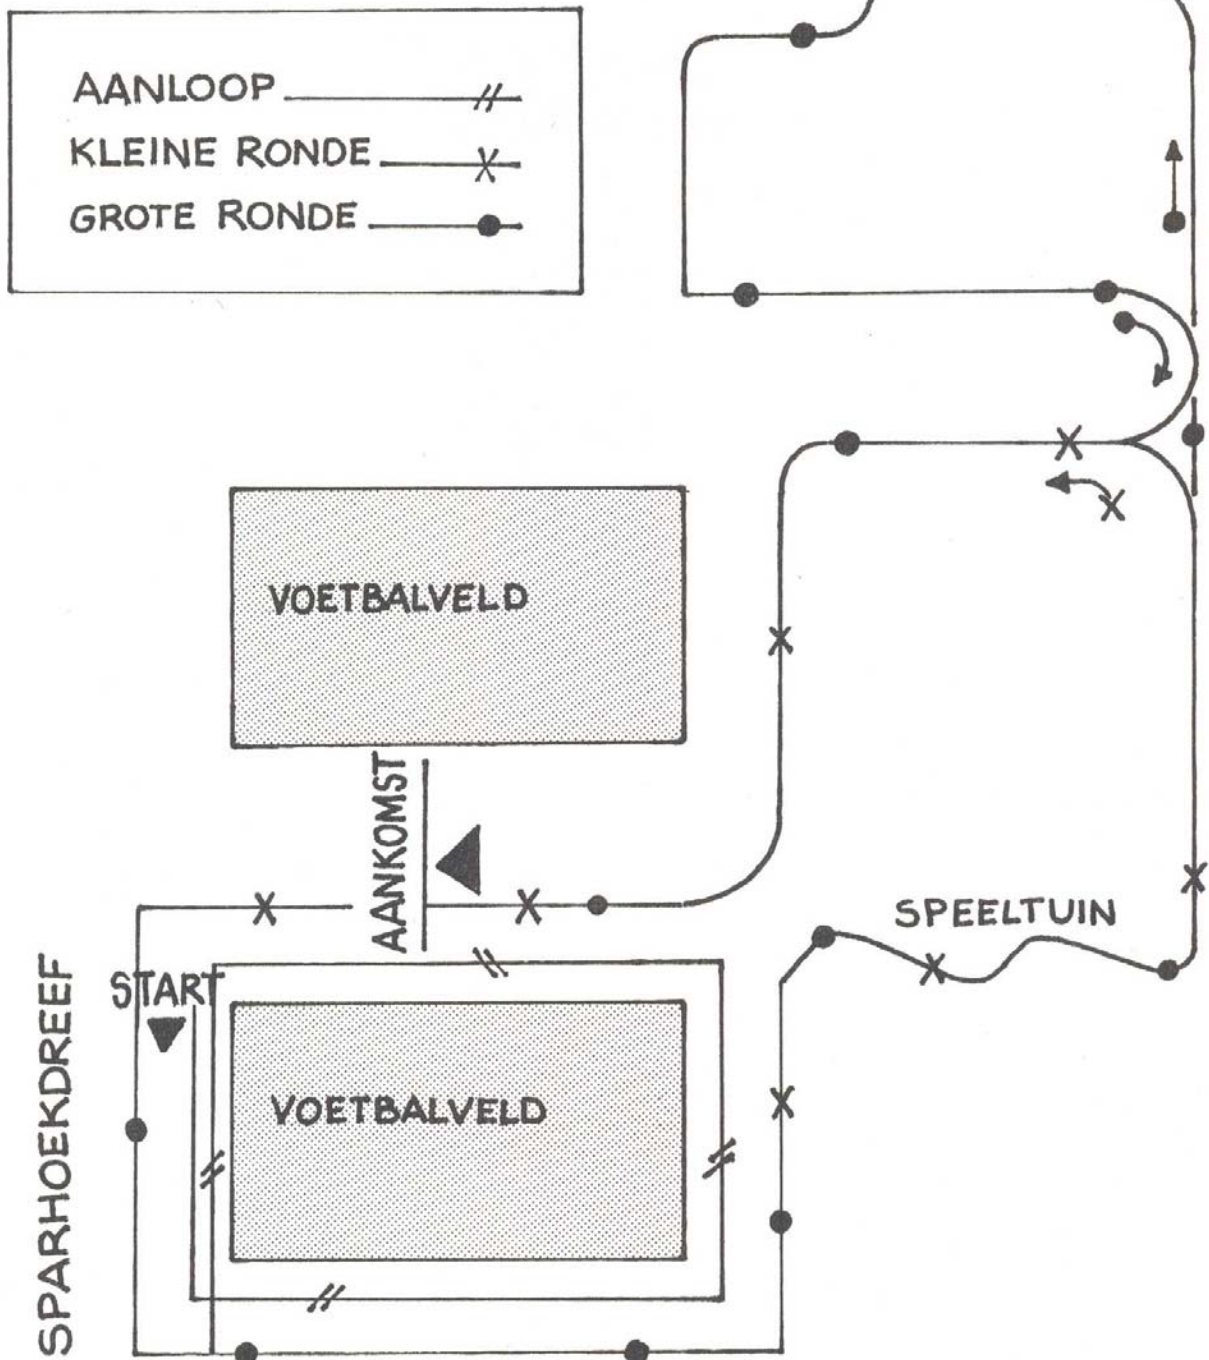 AANLOOP
KLEINE RONDE
GROTE RONDE
VOETBALVELD
AANKOMST
SPEELTUIN
START
VOETBALVELD
SPARHOEKDREEF